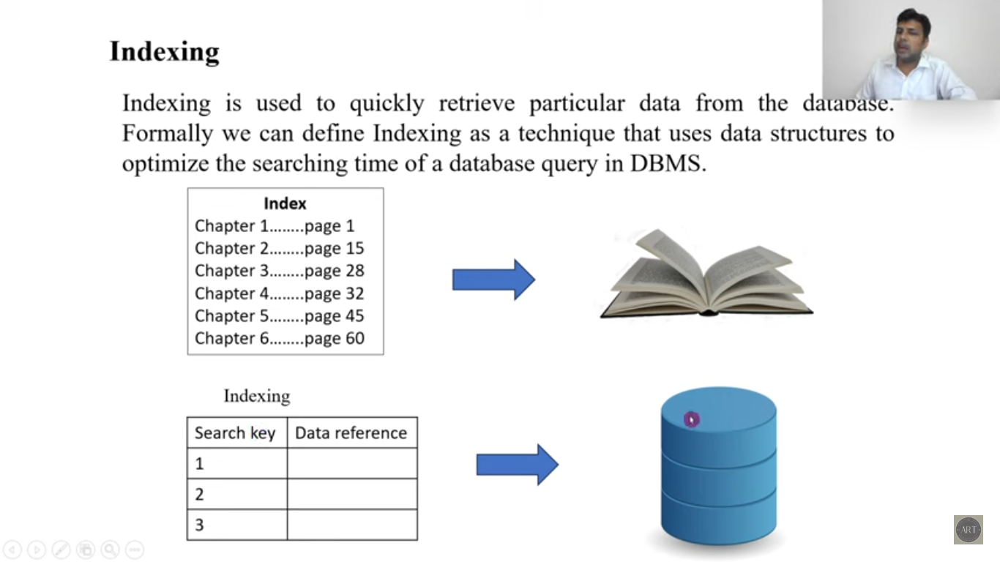 Indexing
Indexing is used to quickly retrieve particular data from the database.
Formally we can define Indexing as a technique that uses data structures to
optimize the searching time of a database query in DBMS.
Index
Chapter 1........page 1
Chapter 2........page 15
Chapter 3........page 28
Chapter 4........page 32
Chapter 5........page 45
Chapter 6........page 60
Indexing
Search key Data reference
1
2
3
ART